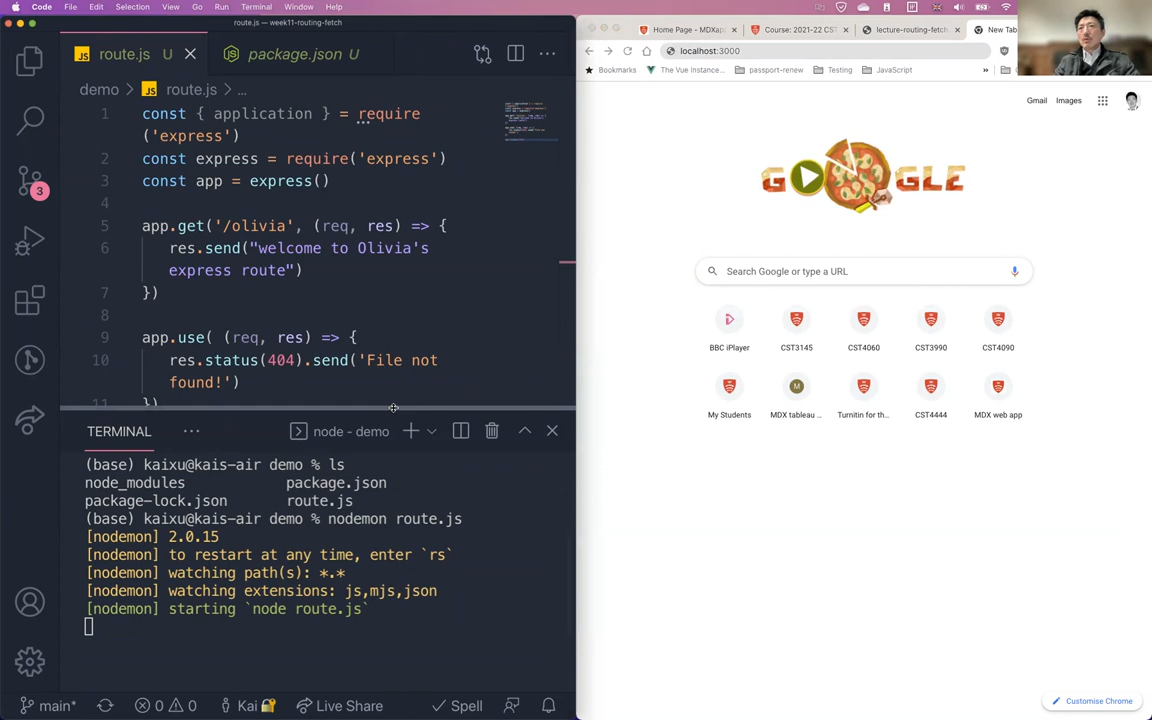 Code File Edit Selection View Go Run Terminal Window Help
route.js — week11-routing-fetch
JS route.js U
package.json U
demo > JS route.js > ...
1 const { application } = require
('express')
2 const express = require('express')
3 const app = express()
4
5 app.get('/olivia', (req, res) => {
6 res.send("welcome to Olivia's
express route")
7 })
8
9 app.use( (req, res) => {
10 res.status(404).send('File not
found!')
11 })
TERMINAL ... node - demo
(base) kaixu@kais-air demo % ls
node_modules package.json
package-lock.json route.js
(base) kaixu@kais-air demo % nodemon route.js
[nodemon] 2.0.15
[nodemon] to restart at any time, enter `rs`
[nodemon] watching path(s): *.*
[nodemon] watching extensions: js,mjs,json
[nodemon] starting `node route.js`
3
main* 0 0 Kai Live Share Spell
Home Page - MDXapp
Course: 2021-22 CST
lecture-routing-fetch
New Tab
localhost:3000
Bookmarks The Vue Instance... passport-renew Testing JavaScript »
Gmail Images
GOOGLE
Search Google or type a URL
BBC iPlayer CST3145 CST4060 CST3990 CST4090
M
My Students MDX tableau ... Turnitin for th... CST4444 MDX web app
Customise Chrome